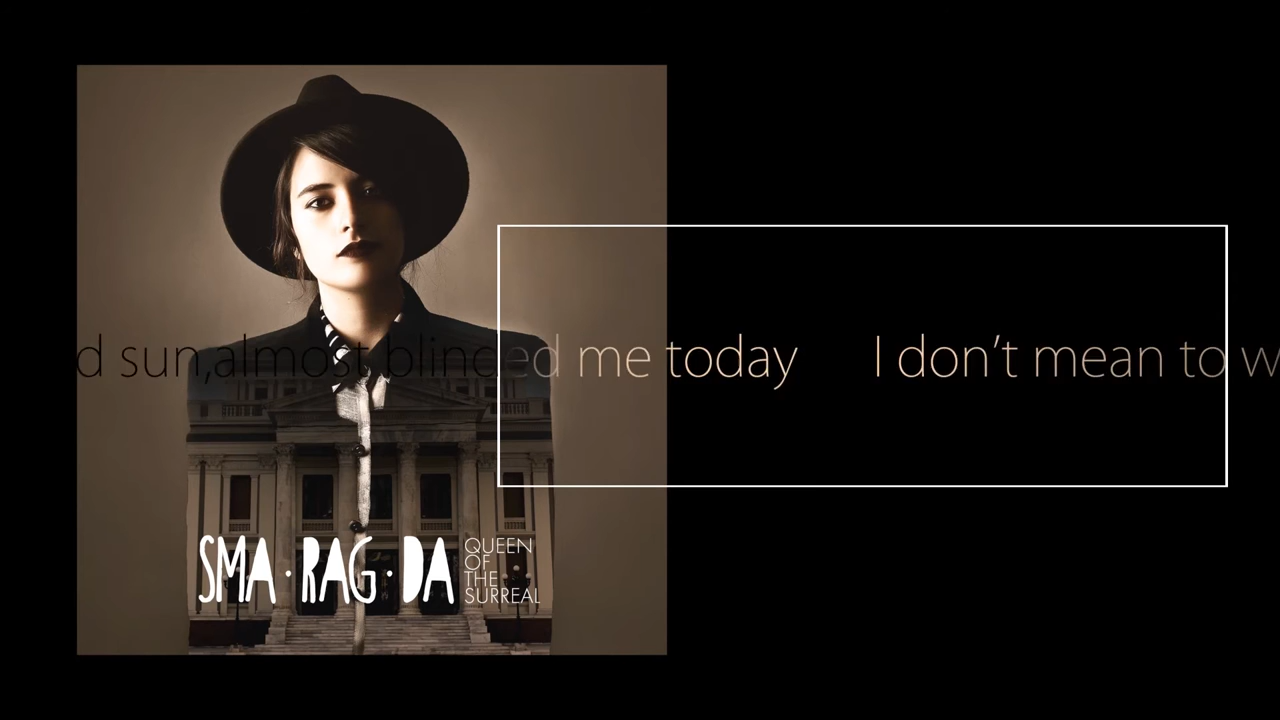 d sun,almost blinded me today I don't mean to w
SMA·RAG·DA
QUEEN
OF
THE
SURREAL